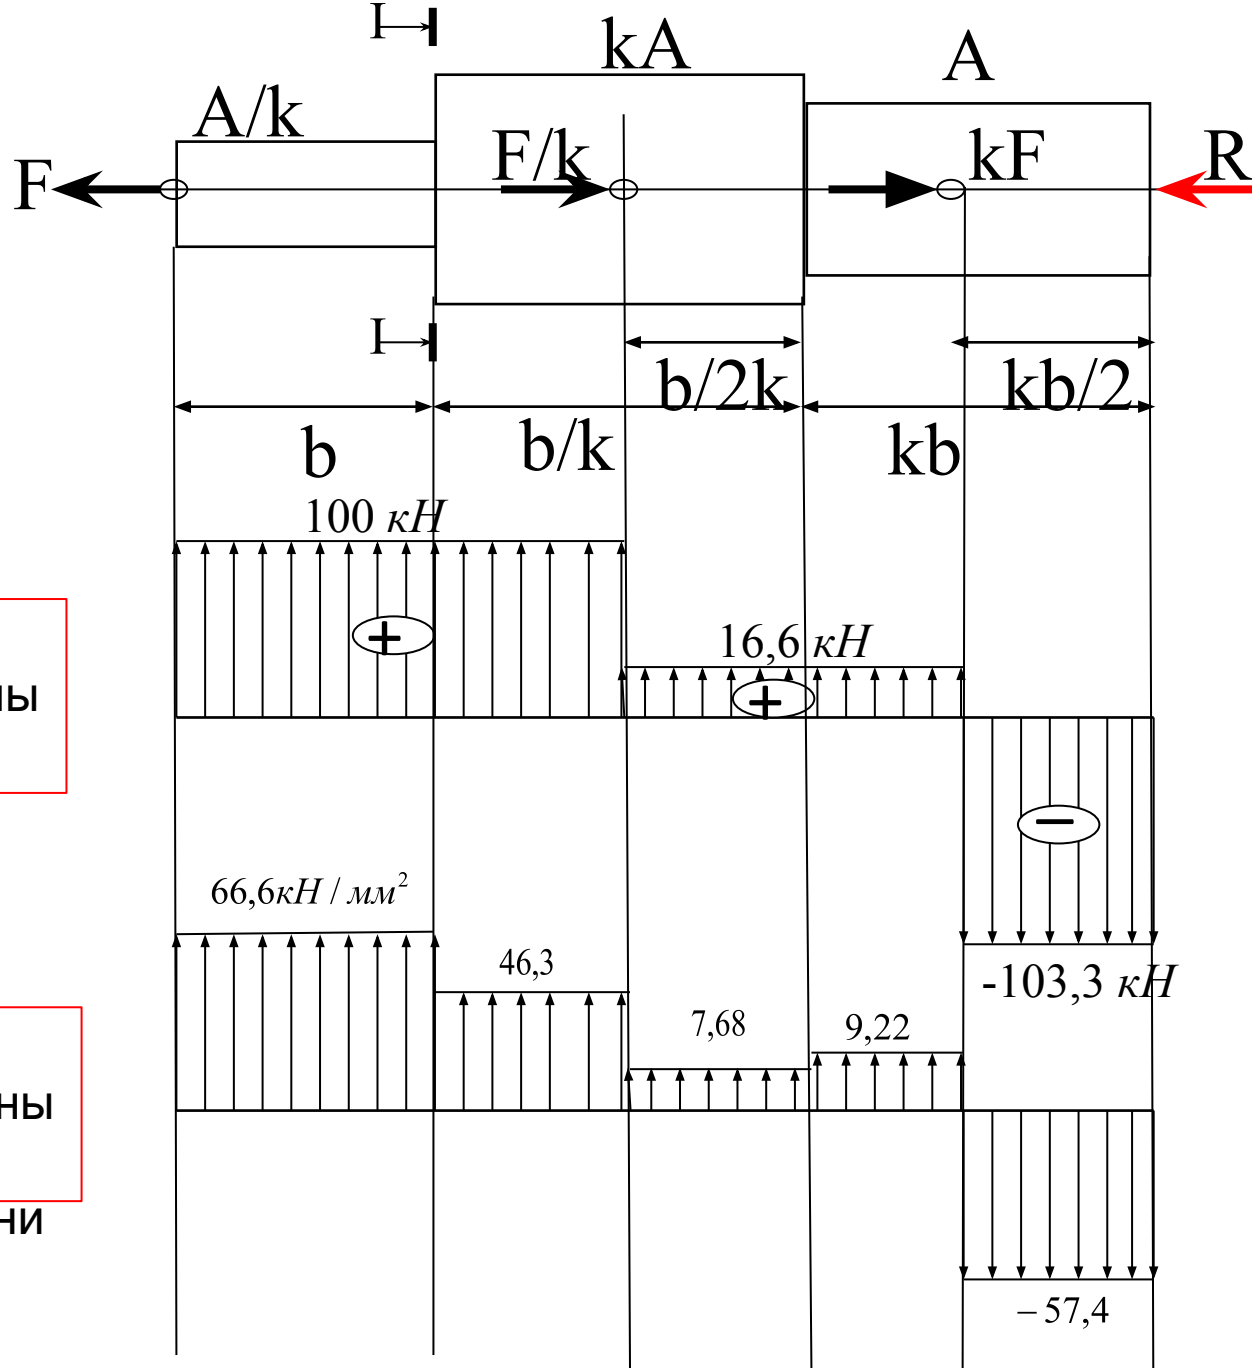 I
kA
A
A/k
F
F/k
kF
R
I
b/2k
kb/2
b
b/k
kb
100 кН
+
16,6 кН
+
ны
−
66,6кН / мм²
46,3
-103,3 кН
7,68
9,22
ны
ни
– 57,4